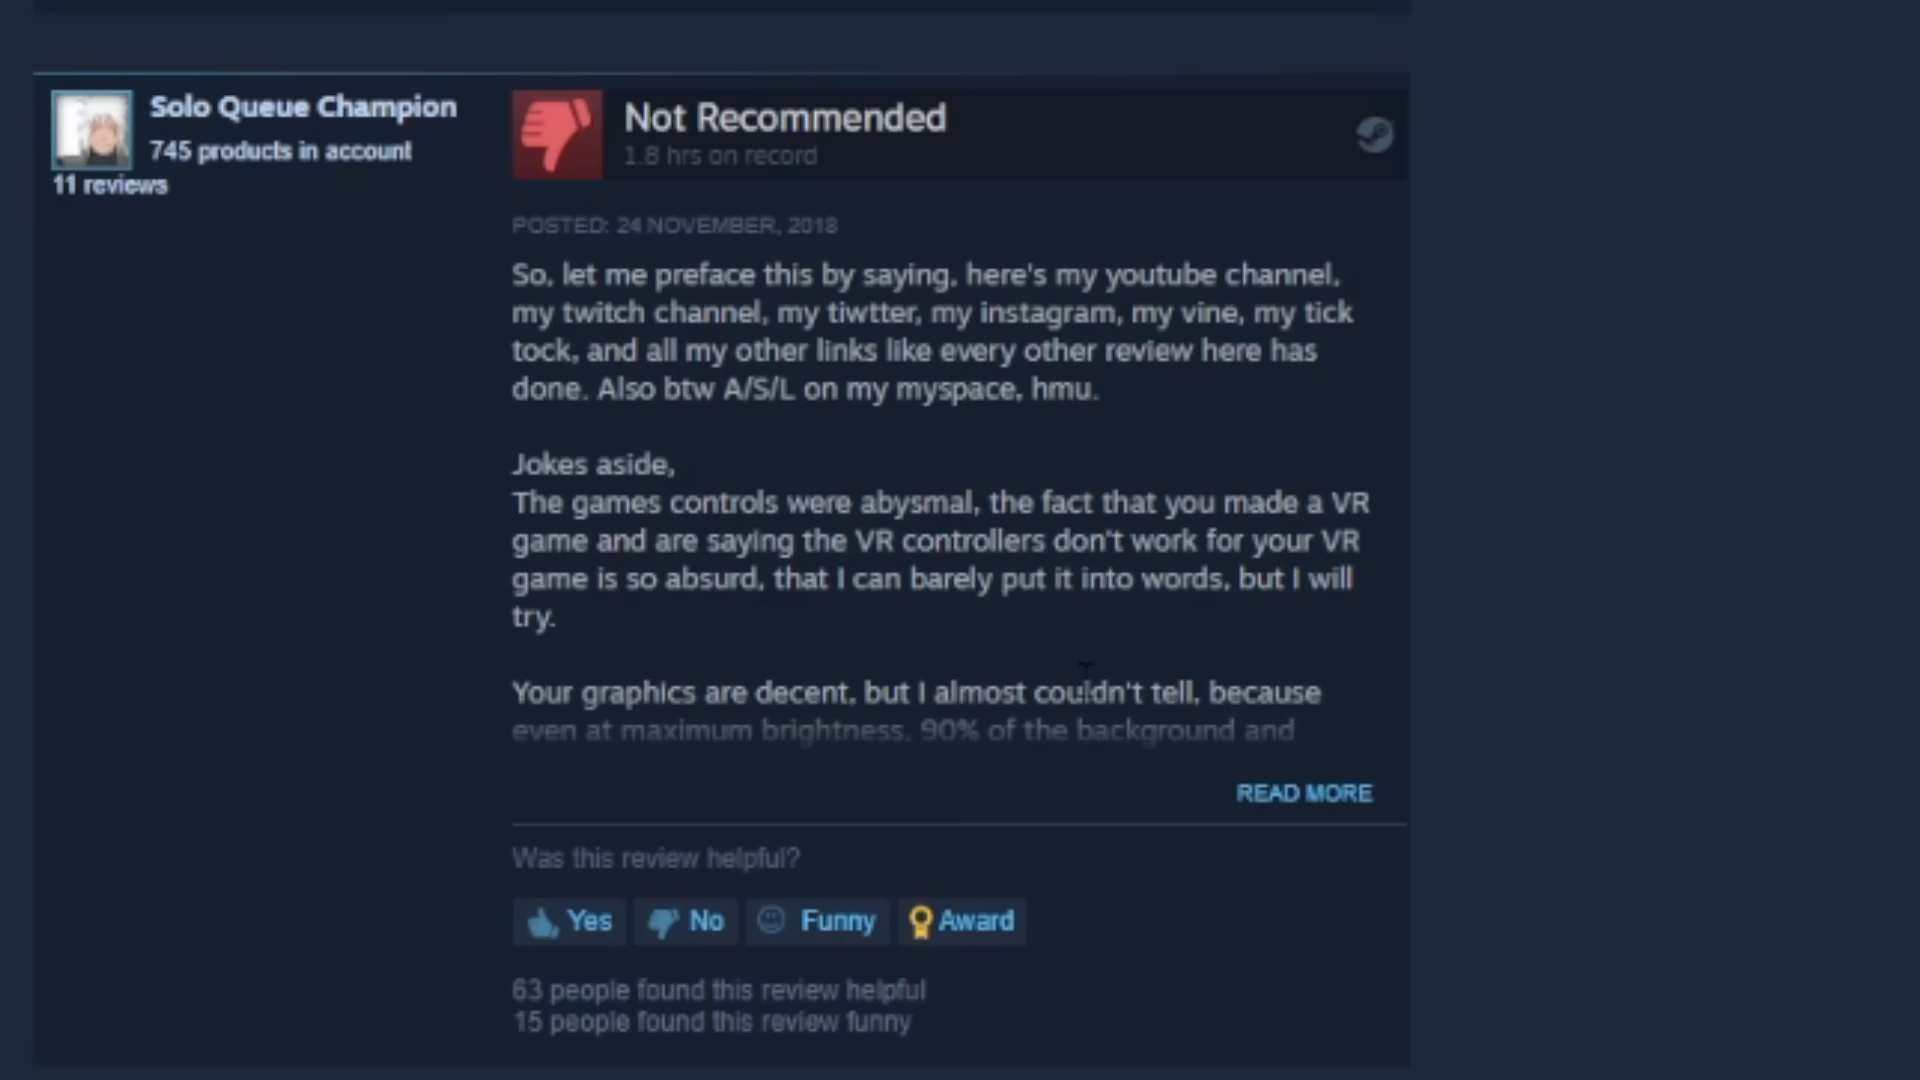 Solo Queue Champion
745 products in account
11 reviews
Not Recommended
1.8 hrs on record
POSTED: 24 NOVEMBER, 2018
So, let me preface this by saying, here's my youtube channel,
my twitch channel, my tiwtter, my instagram, my vine, my tick
tock, and all my other links like every other review here has
done. Also btw A/S/L on my myspace, hmu.
Jokes aside,
The games controls were abysmal, the fact that you made a VR
game and are saying the VR controllers don't work for your VR
game is so absurd, that I can barely put it into words, but I will
try.
Your graphics are decent, but I almost couldn't tell, because
even at maximum brightness, 90% of the background and
READ MORE
Was this review helpful?
Yes No Funny Award
63 people found this review helpful
15 people found this review funny